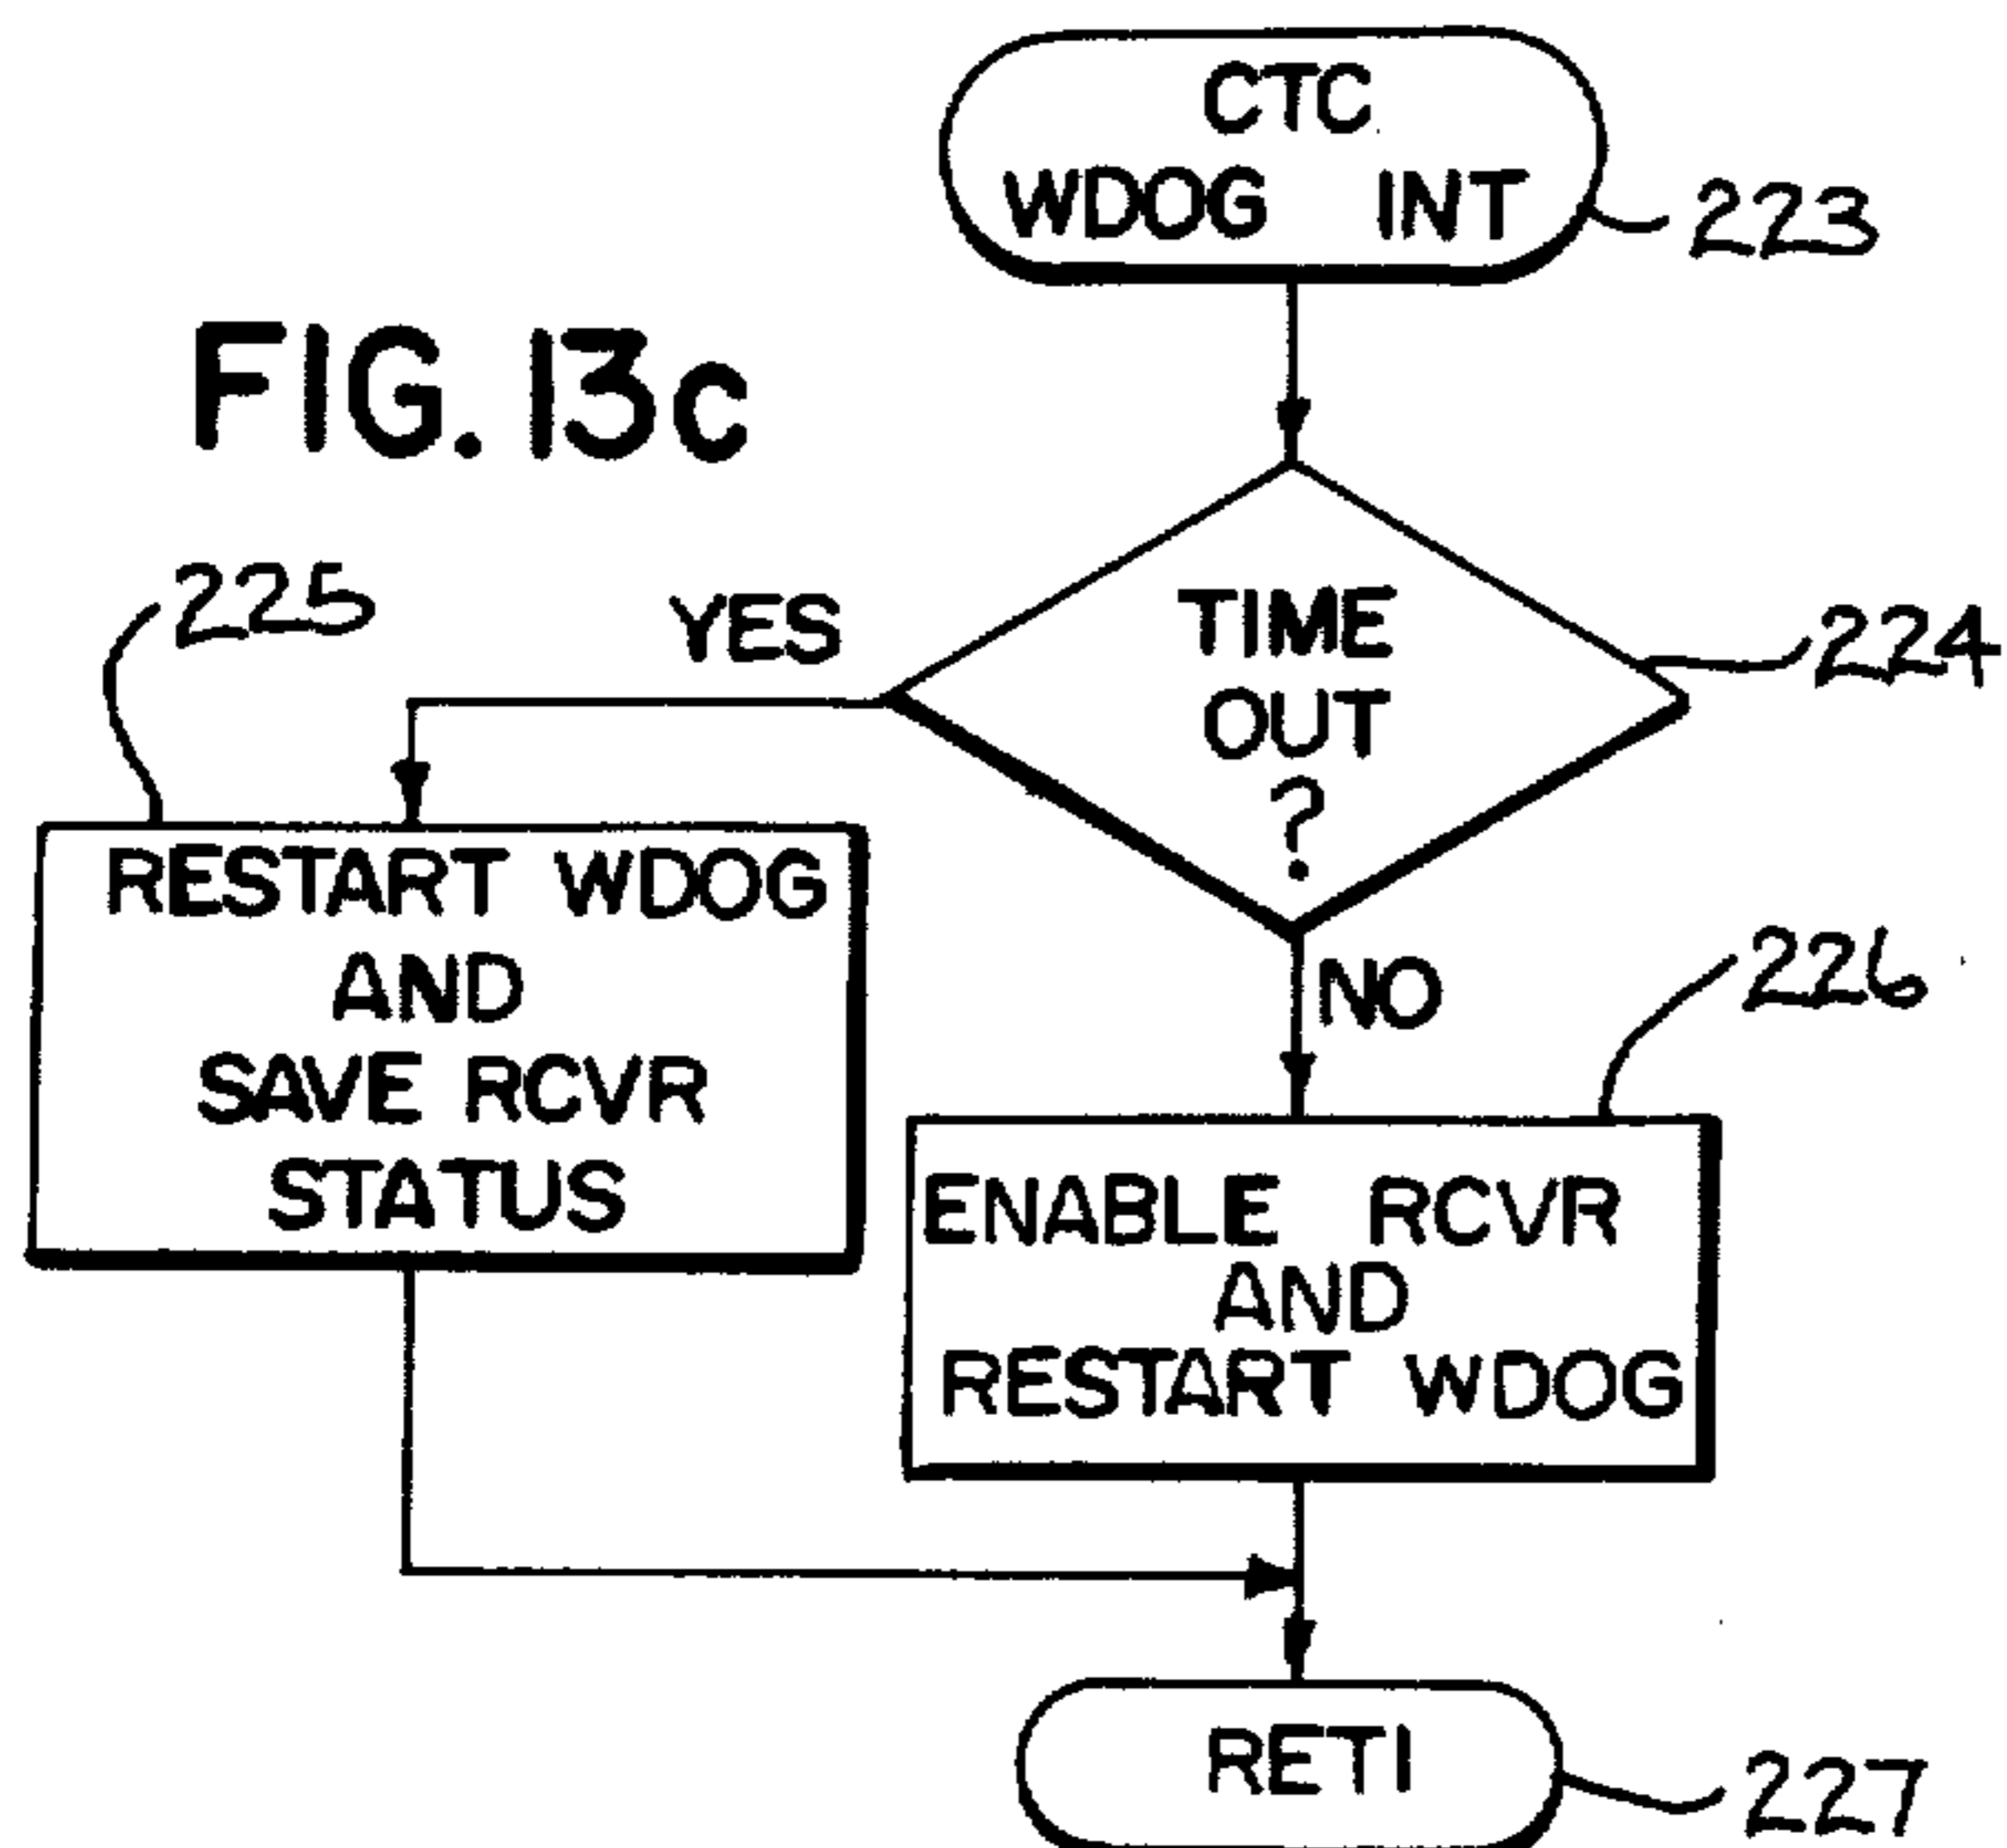 CTC
WDOG INT
223
FIG. 13c
225
YES
TIME
OUT
?
224
RESTART WDOG
AND
SAVE RCVR
STATUS
NO
226
ENABLE RCVR
AND
RESTART WDOG
RETI
227